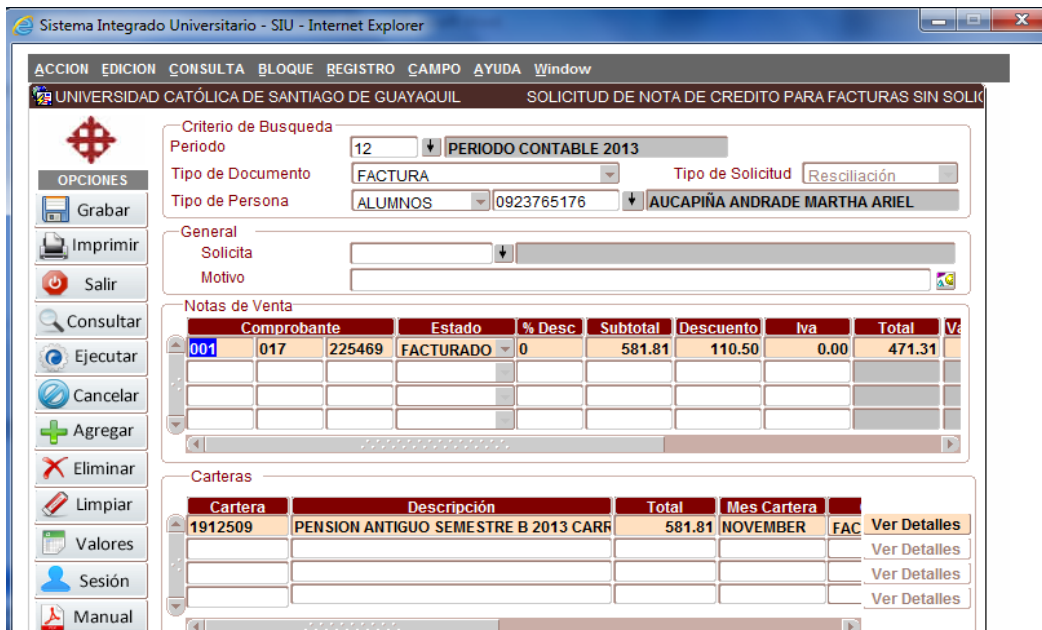 Sistema Integrado Universitario - SIU - Internet Explorer
ACCION EDICION CONSULTA BLOQUE REGISTRO CAMPO AYUDA Window
UNIVERSIDAD CATÓLICA DE SANTIAGO DE GUAYAQUIL SOLICITUD DE NOTA DE CREDITO PARA FACTURAS SIN SOLIC
OPCIONES
Grabar
Imprimir
Salir
Consultar
Ejecutar
Cancelar
Agregar
Eliminar
Limpiar
Valores
Sesión
Manual
Criterio de Busqueda
Periodo 12 PERIODO CONTABLE 2013
Tipo de Documento FACTURA Tipo de Solicitud Resciliación
Tipo de Persona ALUMNOS 0923765176 AUCAPIÑA ANDRADE MARTHA ARIEL
General
Solicita
Motivo
Notas de Venta
Comprobante Estado % Desc Subtotal Descuento Iva Total Va
001 017 225469 FACTURADO 0 581.81 110.50 0.00 471.31
Carteras
Cartera Descripción Total Mes Cartera
1912509 PENSION ANTIGUO SEMESTRE B 2013 CARR 581.81 NOVEMBER FAC Ver Detalles
Ver Detalles
Ver Detalles
Ver Detalles